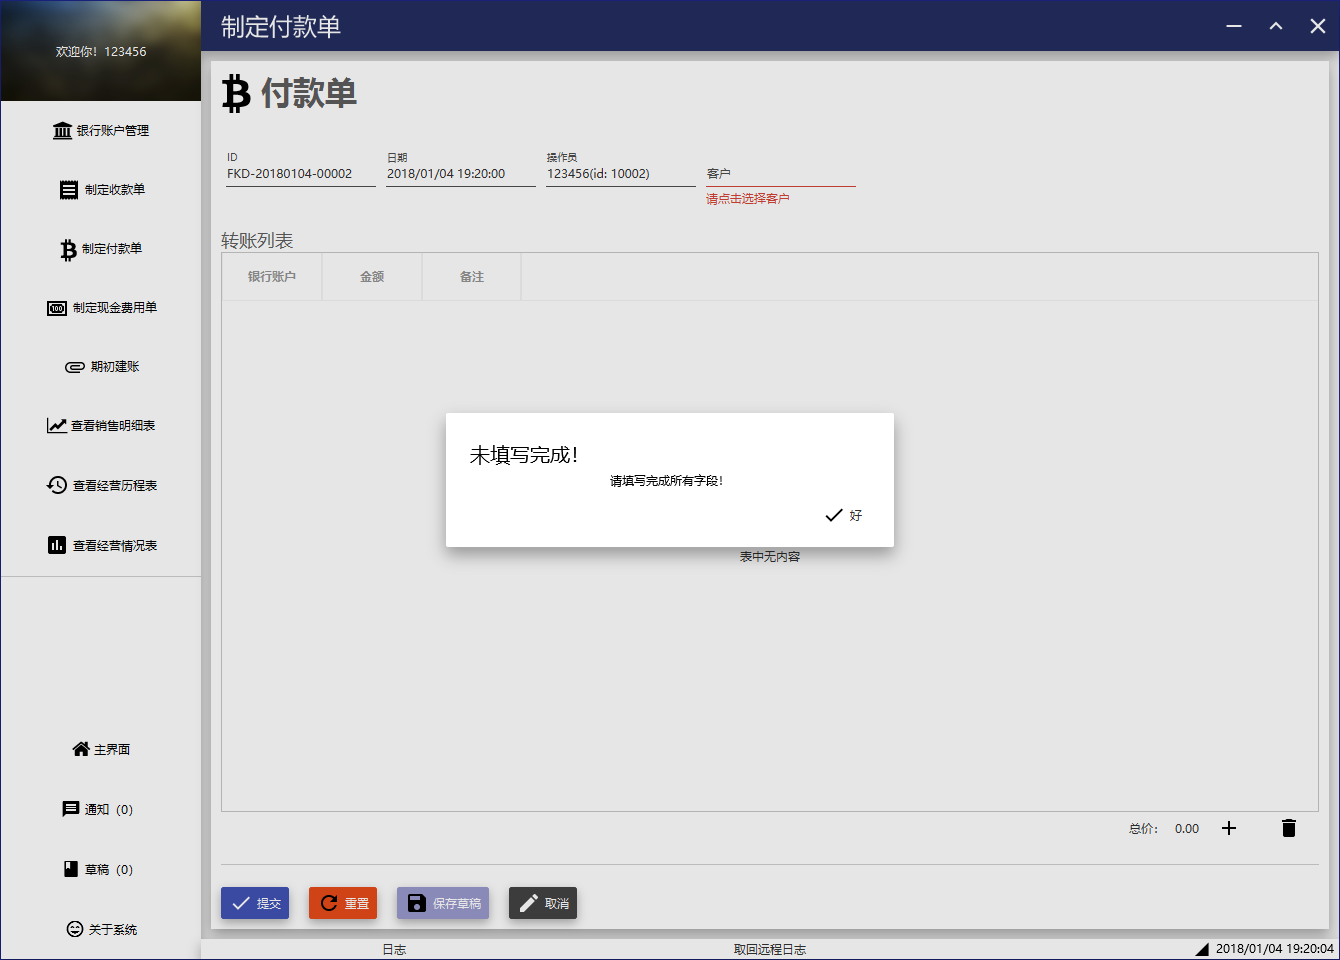 欢迎你！123456
制定付款单
银行账户管理
制定收款单
制定付款单
制定现金费用单
期初建账
查看销售明细表
查看经营历程表
查看经营情况表
主界面
通知（0）
草稿（0）
关于系统
付款单
ID
FKD-20180104-00002
日期
2018/01/04 19:20:00
操作员
123456(id: 10002)
客户
请点击选择客户
转账列表
银行账户 金额 备注
未填写完成！
请填写完成所有字段！
好
表中无内容
总价： 0.00
提交 重置 保存草稿 取消
日志 取回远程日志 2018/01/04 19:20:04